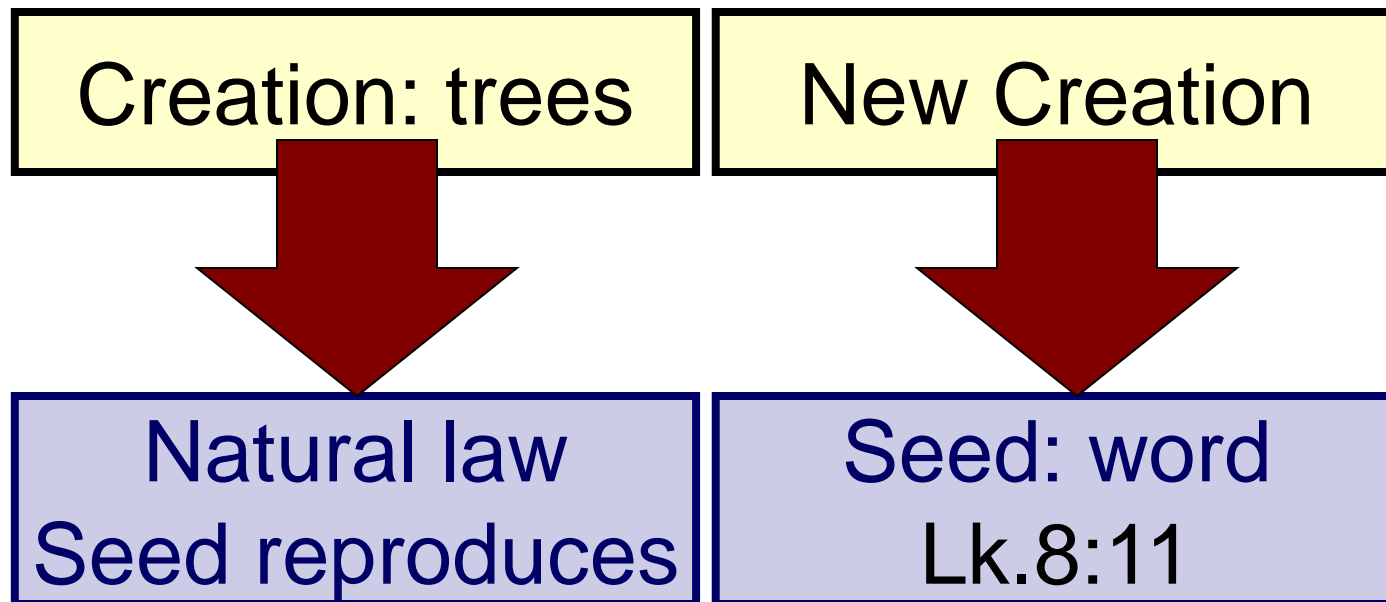 Creation: trees
New Creation
Natural law
Seed reproduces
Seed: word
Lk.8:11